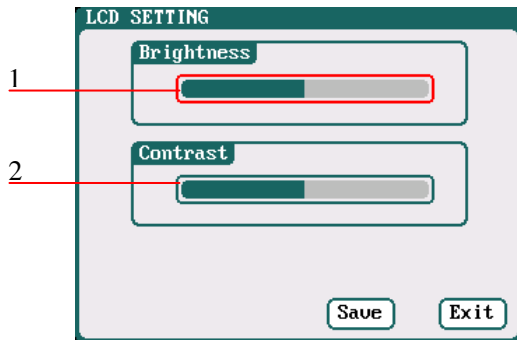 LCD SETTING
Brightness
1
Contrast
2
Save Exit